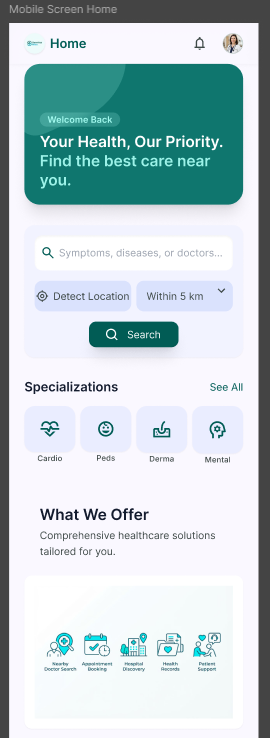 Mobile Screen Home
Home
Welcome Back
Your Health, Our Priority.
Find the best care near
you.
Symptoms, diseases, or doctors...
Detect Location
Within 5 km
Search
Specializations
See All
Cardio
Peds
Derma
Mental
What We Offer
Comprehensive healthcare solutions
tailored for you.
Nearby
Doctor Search
Appointment
Booking
Hospital
Discovery
Health
Records
Patient
Support